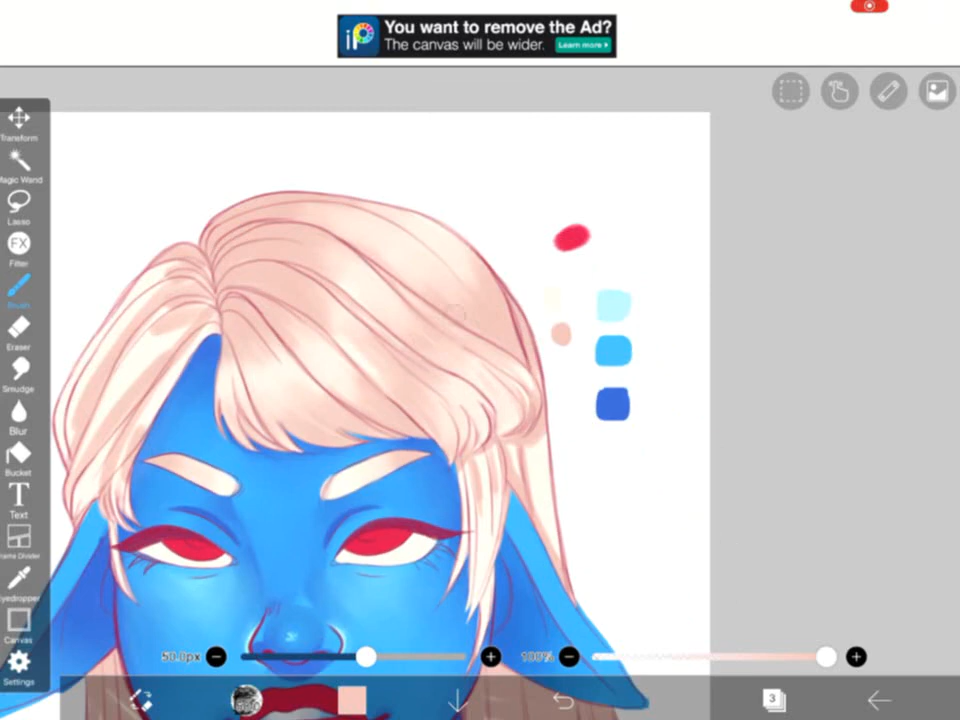 iP
You want to remove the Ad?
The canvas will be wider.
Learn more
Transform
Magic Wand
Lasso
FX
Filter
Brush
Eraser
Smudge
Blur
Bucket
T
Text
Frame Divider
Eyedropper
Canvas
Settings
50.0px
100%
3